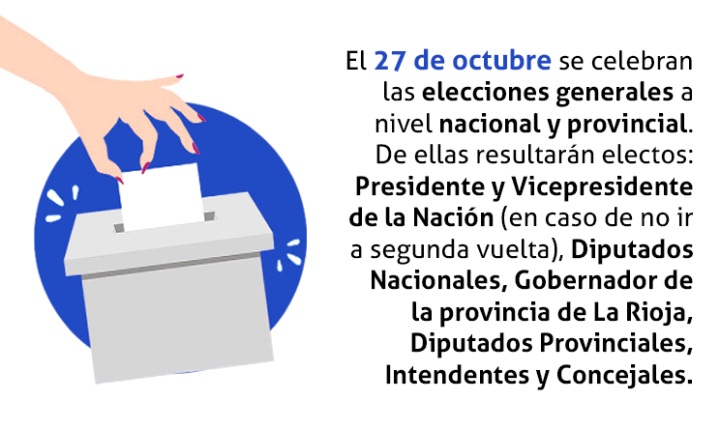 El 27 de octubre se celebran
las elecciones generales a
nivel nacional y provincial.
De ellas resultarán electos:
Presidente y Vicepresidente
de la Nación (en caso de no ir
a segunda vuelta), Diputados
Nacionales, Gobernador de
la provincia de La Rioja,
Diputados Provinciales,
Intendentes y Concejales.